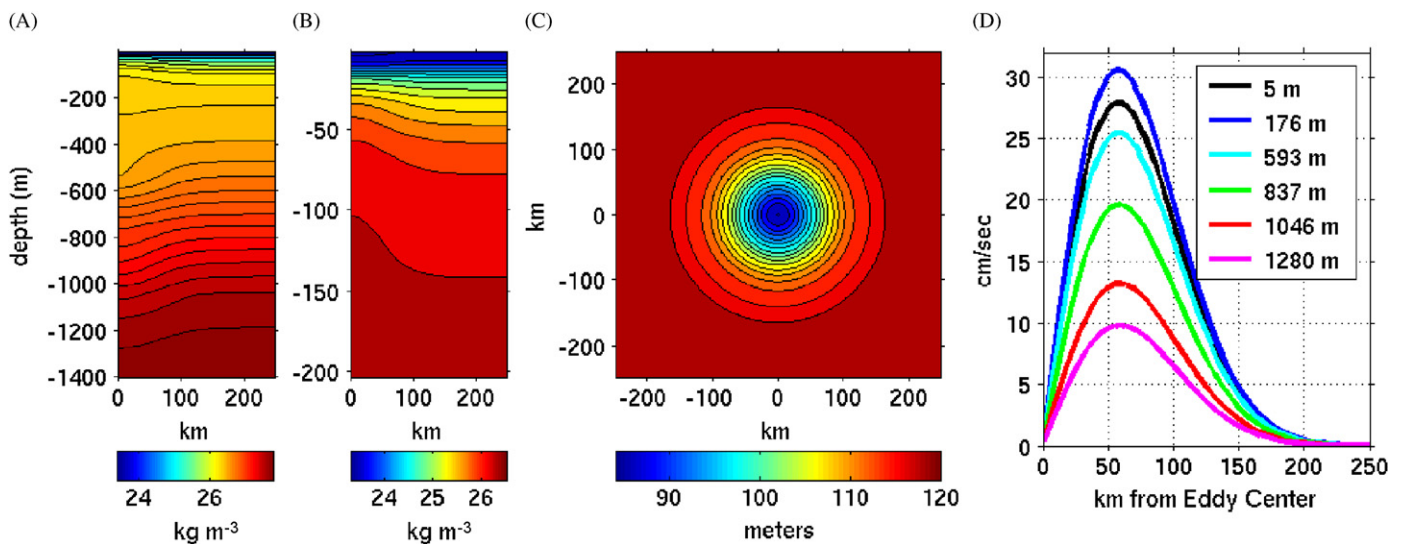 (A)
-200
-400
-600
-800
-1000
-1200
-1400
depth (m)
0 100 200
km
24 26
kg m-3
(B)
-50
-100
-150
-200
0 100 200
km
24 25 26
kg m-3
(C)
200
100
0
-100
-200
km
-200 -100 0 100 200
km
90 100 110 120
meters
(D)
30
25
20
15
10
5
0
cm/sec
5 m
176 m
593 m
837 m
1046 m
1280 m
0 50 100 150 200 250
km from Eddy Center